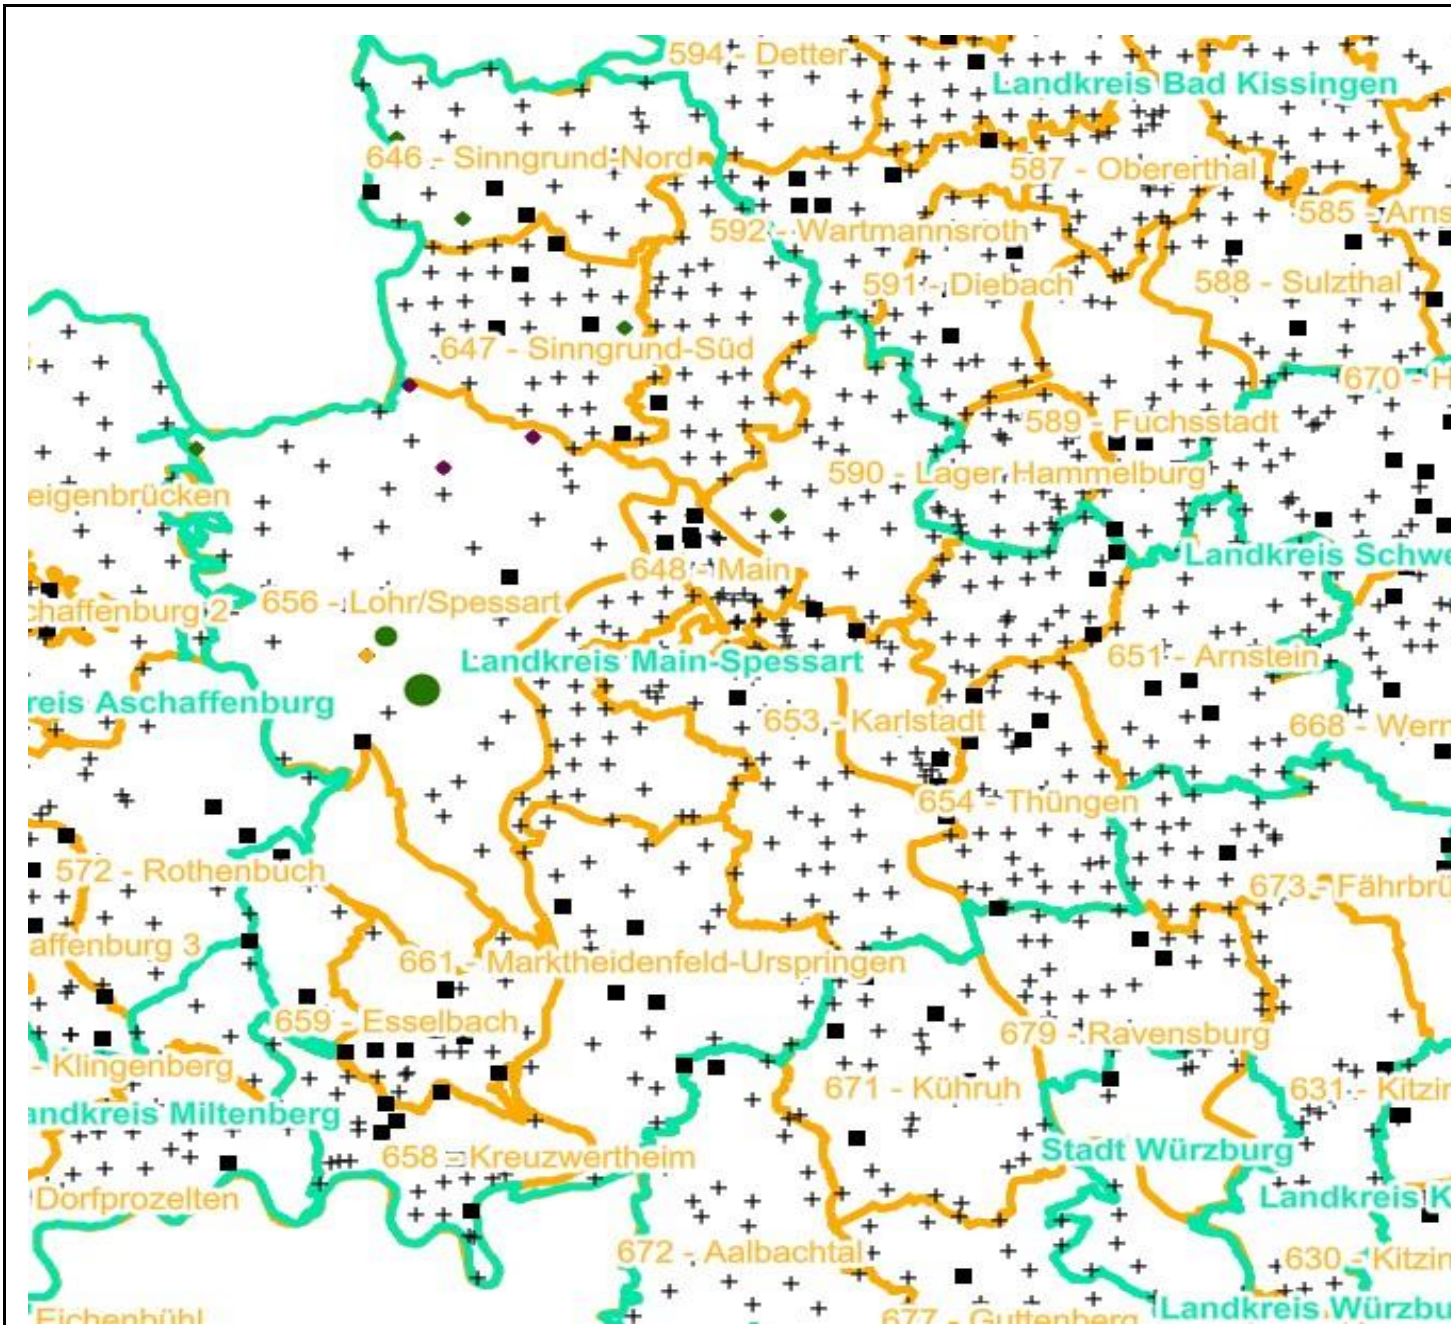 594 - Detter
Landkreis Bad Kissingen
646 - Sinngrund-Nord
587 - Obererthal
585 - Arns
592 - Wartmannsroth
591 - Diebach
588 - Sulzthal
647 - Sinngrund-Süd
670 - H
589 - Fuchsstadt
590 - Lager Hammelburg
eigenbrücken
Landkreis Schwe
648 - Main
656 - Lohr/Spessart
chaffenburg 2
Landkreis Main-Spessart
651 - Arnstein
reis Aschaffenburg
653 - Karlstadt
668 - Wern
654 - Thüngen
572 - Rothenbuch
673 - Fährbrü
affenburg 3
661 - Marktheidenfeld-Urspringen
659 - Esselbach
679 - Ravensburg
- Klingenberg
671 - Kühruh
631 - Kitzin
andkreis Miltenberg
Stadt Würzburg
658 - Kreuzwertheim
Dorfprozelten
Landkreis K
672 - Aalbachtal
630 - Kitzin
Landkreis Würzbu
Eichenbühl
677 - Guttenberg